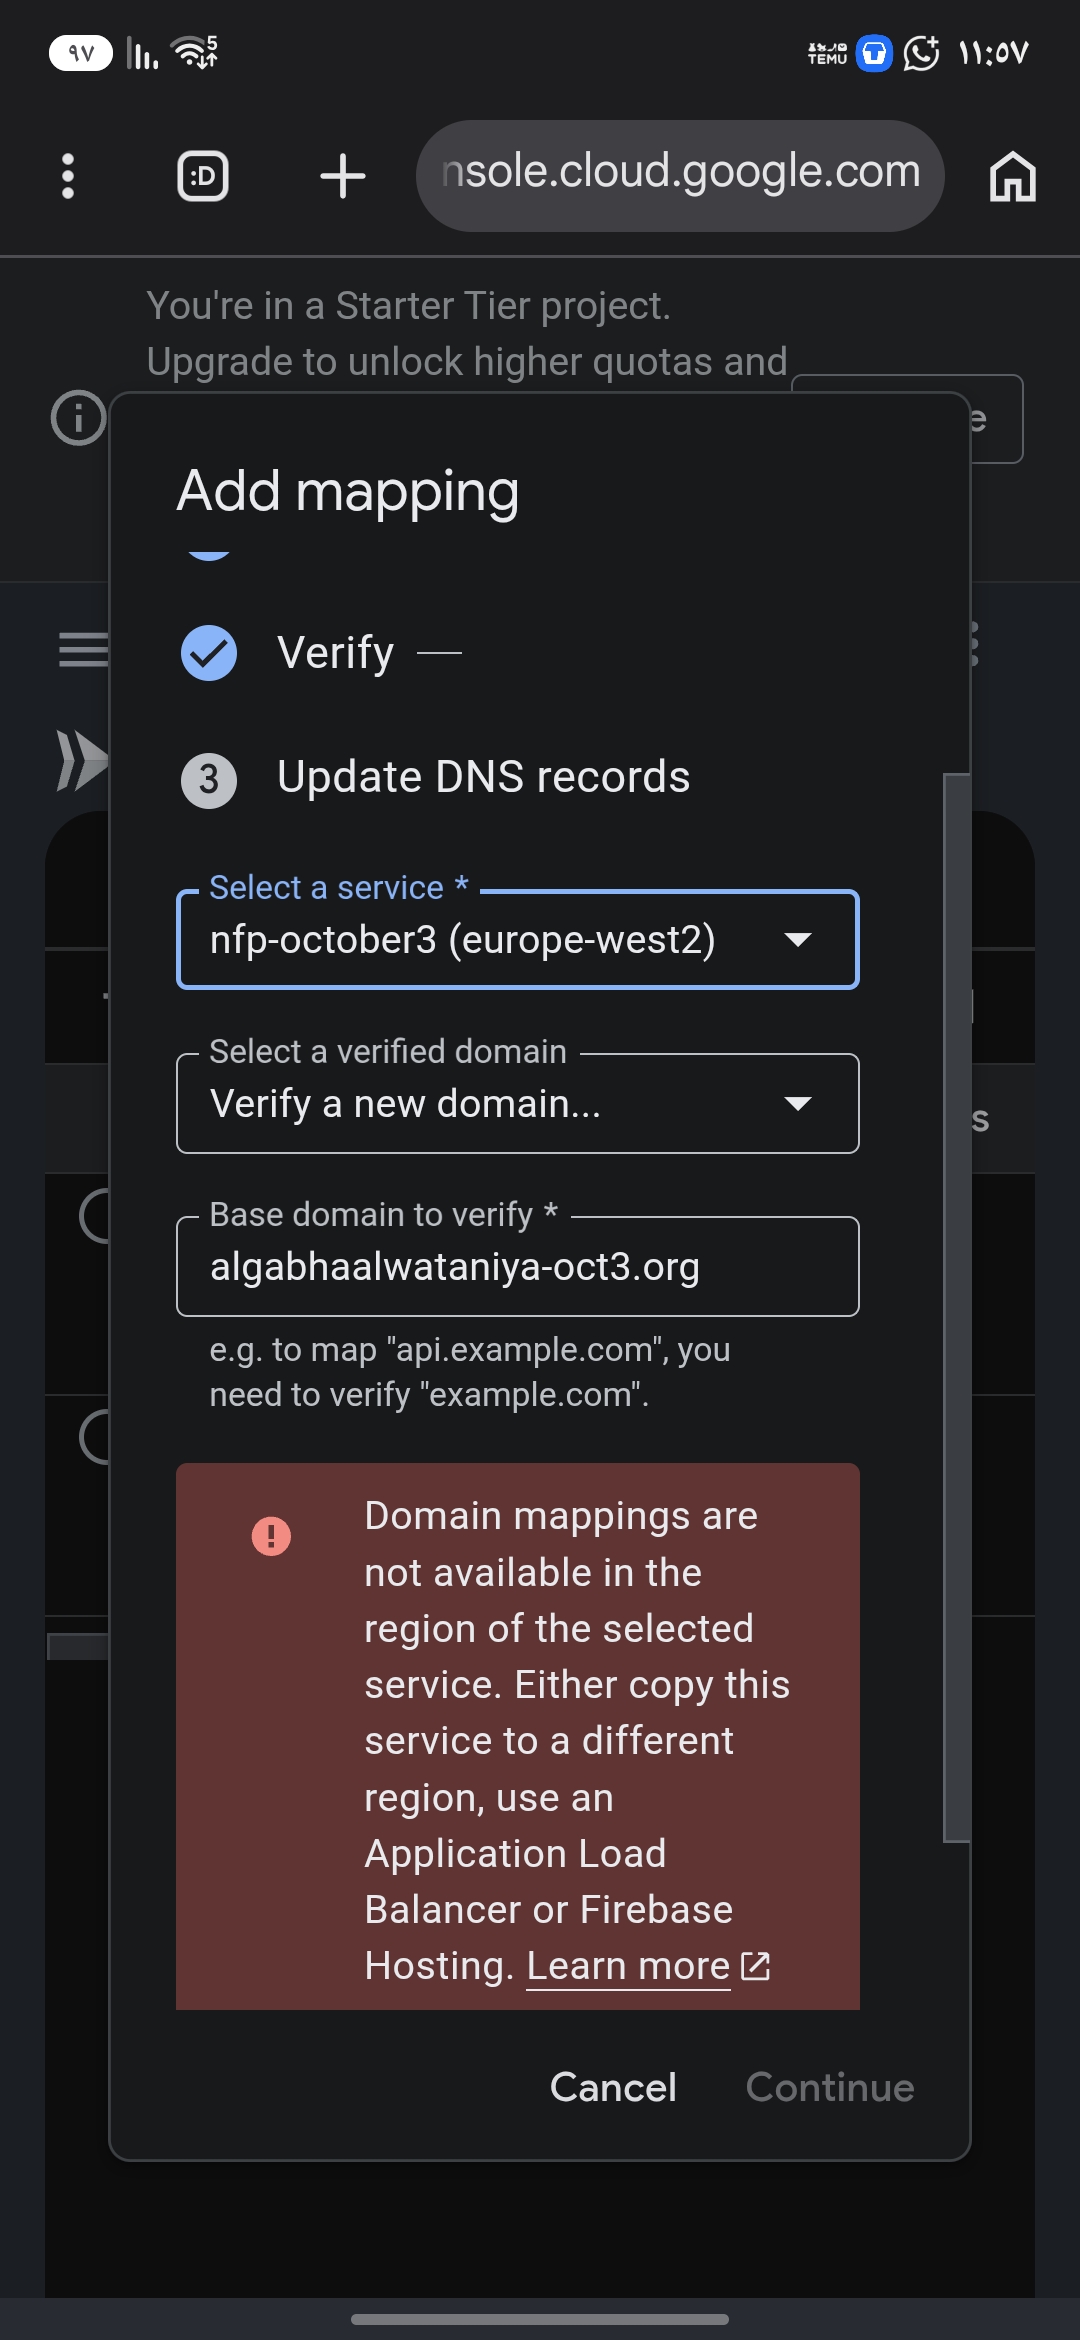 ٩٧
5
TEMU
١١:٥٧
:D
nsole.cloud.google.com
You're in a Starter Tier project.
Upgrade to unlock higher quotas and
e
Add mapping
Verify
3 Update DNS records
Select a service *
nfp-october3 (europe-west2)
Select a verified domain
Verify a new domain...
s
Base domain to verify *
algabhaalwataniya-oct3.org
e.g. to map "api.example.com", you
need to verify "example.com".
Domain mappings are
not available in the
region of the selected
service. Either copy this
service to a different
region, use an
Application Load
Balancer or Firebase
Hosting. Learn more
Cancel
Continue